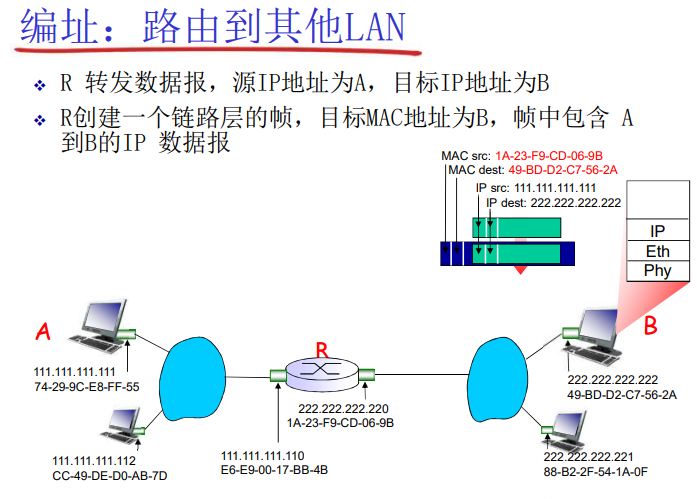 编址：路由到其他LAN
R 转发数据报，源IP地址为A，目标IP地址为B
R创建一个链路层的帧，目标MAC地址为B，帧中包含 A
到B的IP 数据报
MAC src: 1A-23-F9-CD-06-9B
MAC dest: 49-BD-D2-C7-56-2A
IP src: 111.111.111.111
IP dest: 222.222.222.222
IP
Eth
Phy
A
R
B
111.111.111.111
74-29-9C-E8-FF-55
222.222.222.222
49-BD-D2-C7-56-2A
222.222.222.220
1A-23-F9-CD-06-9B
111.111.111.112
CC-49-DE-D0-AB-7D
111.111.111.110
E6-E9-00-17-BB-4B
222.222.222.221
88-B2-2F-54-1A-0F